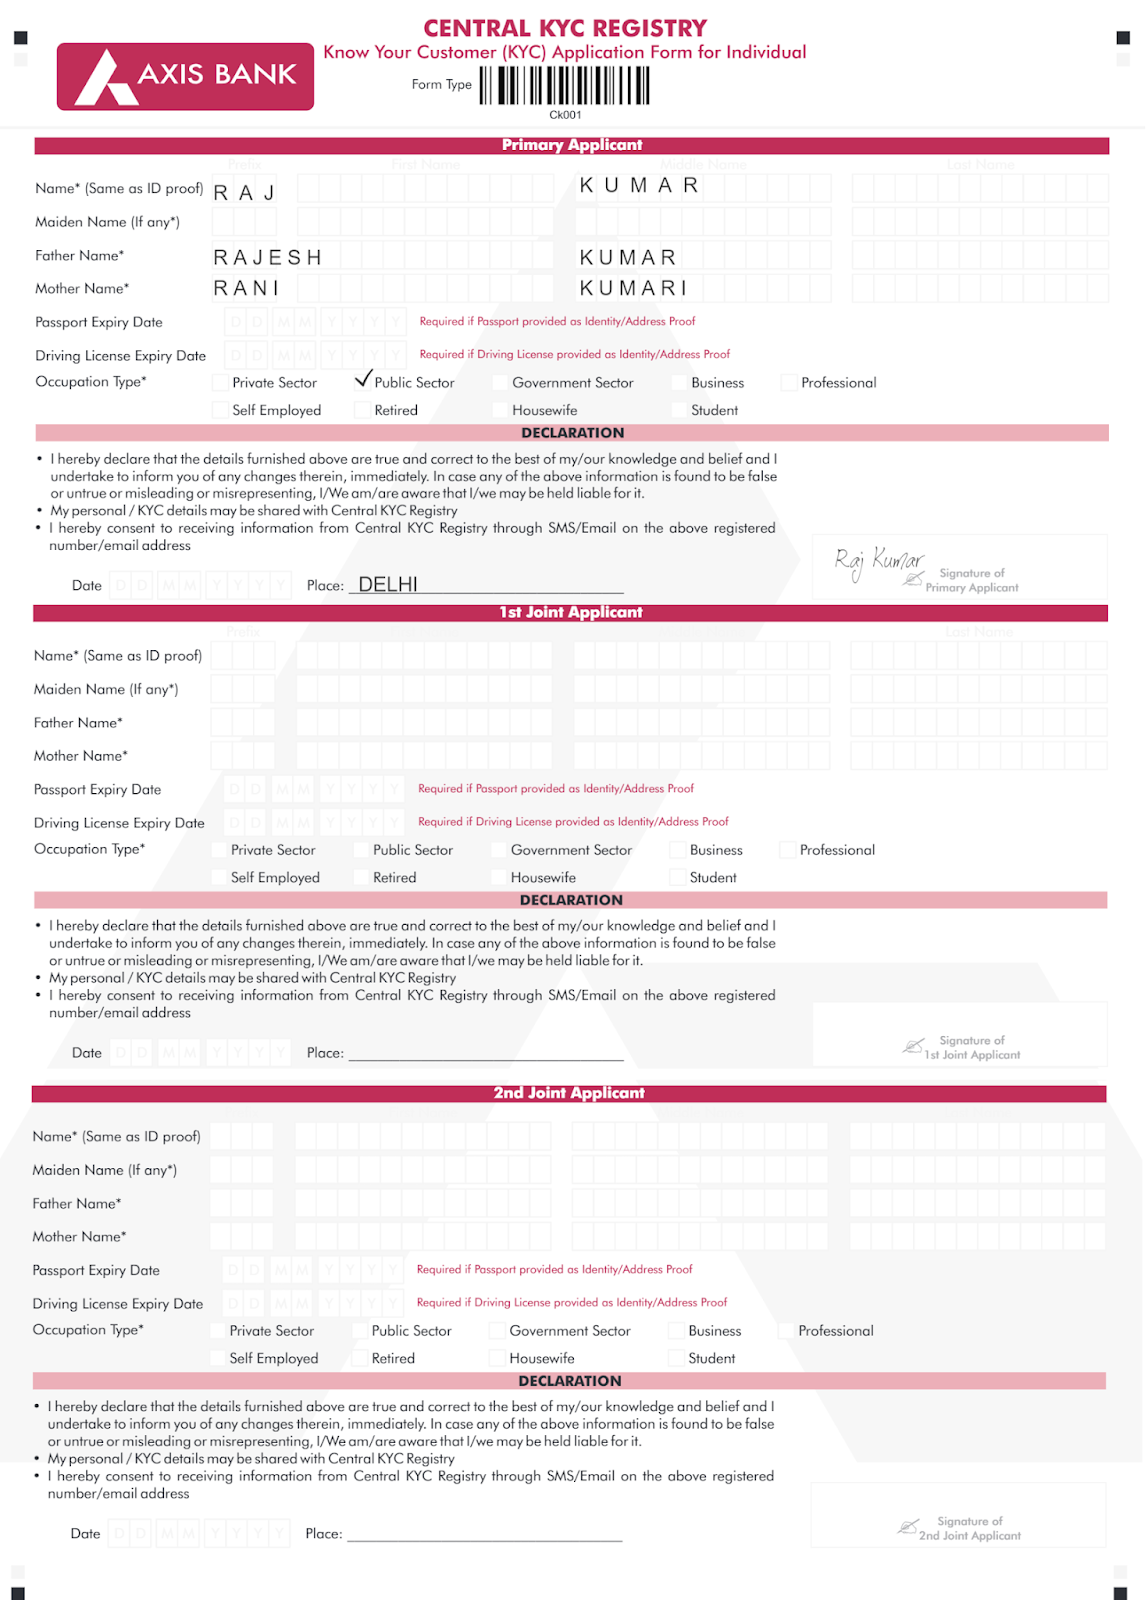 CENTRAL KYC REGISTRY
Know Your Customer (KYC) Application Form for Individual
AXIS BANK
Form Type
Ck001
Primary Applicant
Prefix First Name Middle Name Last Name
Name* (Same as ID proof) RAJ KUMAR
Maiden Name (If any*)
Father Name* RAJESH KUMAR
Mother Name* RANI KUMARI
Passport Expiry Date D D M M Y Y Y Y Required if Passport provided as Identity/Address Proof
Driving License Expiry Date D D M M Y Y Y Y Required if Driving License provided as Identity/Address Proof
Occupation Type* Private Sector ✓ Public Sector Government Sector Business Professional
Self Employed Retired Housewife Student
DECLARATION
• I hereby declare that the details furnished above are true and correct to the best of my/our knowledge and belief and I
undertake to inform you of any changes therein, immediately. In case any of the above information is found to be false
or untrue or misleading or misrepresenting, I/We am/are aware that I/we may be held liable for it.
• My personal / KYC details may be shared with Central KYC Registry
• I hereby consent to receiving information from Central KYC Registry through SMS/Email on the above registered
number/email address
Raj Kumar
Signature of
Primary Applicant
Date D D M M Y Y Y Y Place: DELHI
1st Joint Applicant
Prefix Last Name
Name* (Same as ID proof)
Maiden Name (If any*)
Father Name*
Mother Name*
Passport Expiry Date D D M M Y Y Y Y Required if Passport provided as Identity/Address Proof
Driving License Expiry Date D D M M Y Y Y Y Required if Driving License provided as Identity/Address Proof
Occupation Type* Private Sector Public Sector Government Sector Business Professional
Self Employed Retired Housewife Student
DECLARATION
• I hereby declare that the details furnished above are true and correct to the best of my/our knowledge and belief and I
undertake to inform you of any changes therein, immediately. In case any of the above information is found to be false
or untrue or misleading or misrepresenting, I/We am/are aware that I/we may be held liable for it.
• My personal / KYC details may be shared with Central KYC Registry
• I hereby consent to receiving information from Central KYC Registry through SMS/Email on the above registered
number/email address
Signature of
1st Joint Applicant
Date D D M M Y Y Y Y Place:
2nd Joint Applicant
Name* (Same as ID proof)
Maiden Name (If any*)
Father Name*
Mother Name*
Passport Expiry Date D D M M Y Y Y Y Required if Passport provided as Identity/Address Proof
Driving License Expiry Date D D M M Y Y Y Y Required if Driving License provided as Identity/Address Proof
Occupation Type* Private Sector Public Sector Government Sector Business Professional
Self Employed Retired Housewife Student
DECLARATION
• I hereby declare that the details furnished above are true and correct to the best of my/our knowledge and belief and I
undertake to inform you of any changes therein, immediately. In case any of the above information is found to be false
or untrue or misleading or misrepresenting, I/We am/are aware that I/we may be held liable for it.
• My personal / KYC details may be shared with Central KYC Registry
• I hereby consent to receiving information from Central KYC Registry through SMS/Email on the above registered
number/email address
Signature of
2nd Joint Applicant
Date D D M M Y Y Y Y Place: